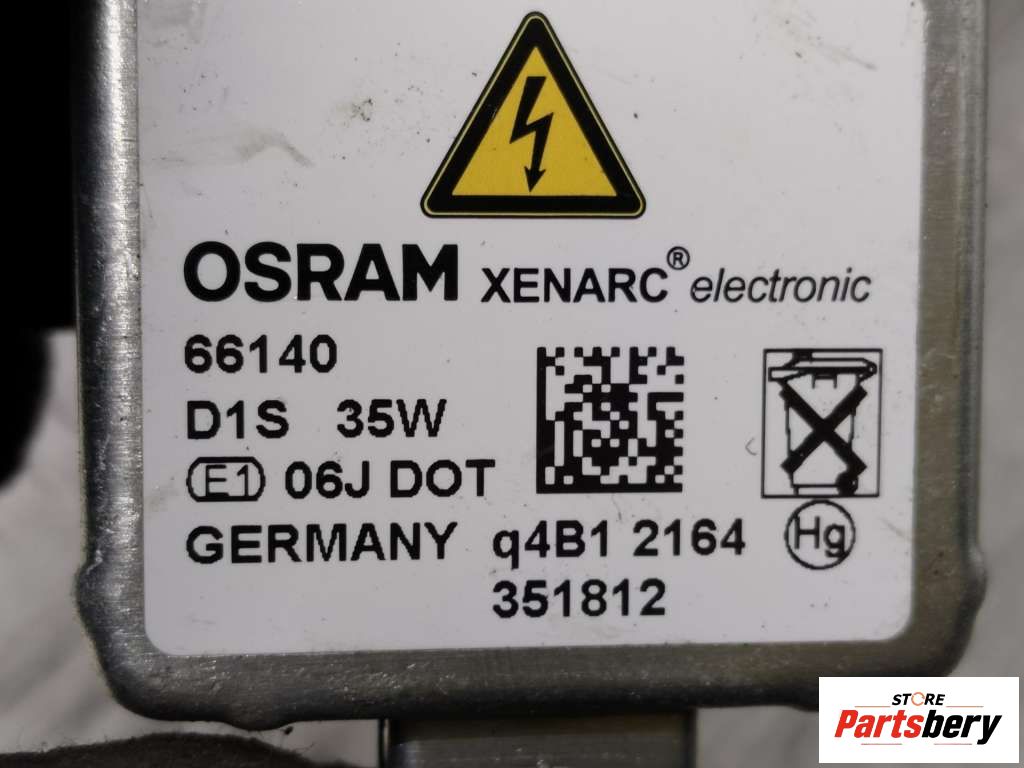 OSRAM XENARC® electronic
66140
D1S 35W
E1 06J DOT
GERMANY q4B1 2164
351812
Hg
STORE
Partsbery